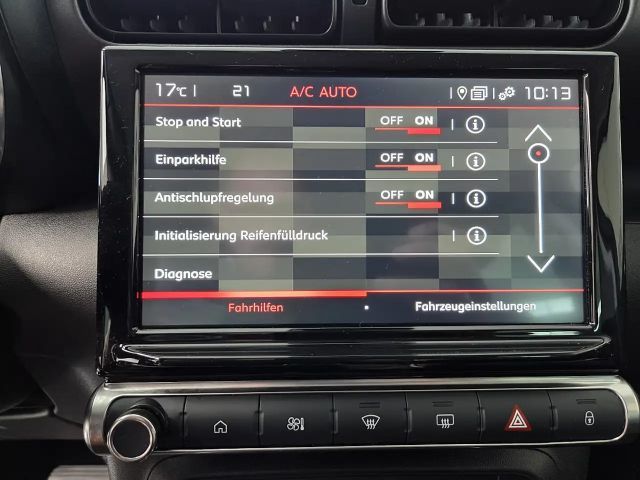 17°C 21 A/C AUTO 10:13
Stop and Start OFF ON
Einparkhilfe OFF ON
Antischlupfregelung OFF ON
Initialisierung Reifenfülldruck
Diagnose
Fahrhilfen Fahrzeugeinstellungen